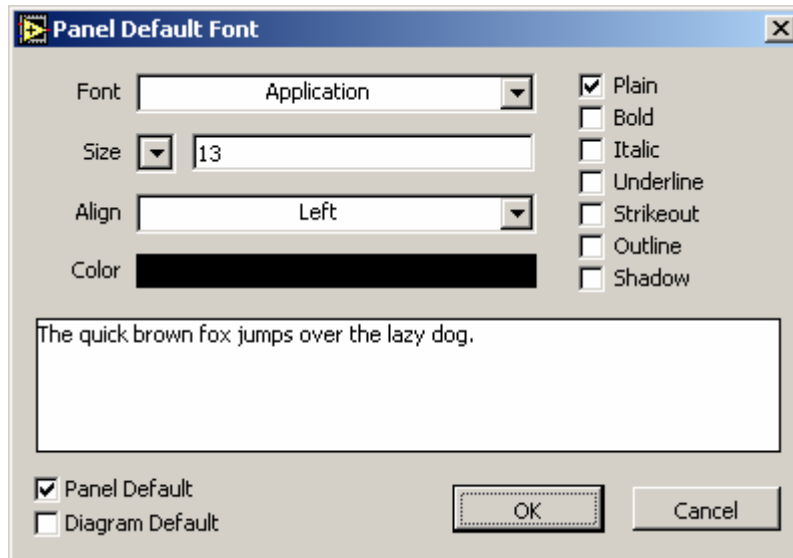 Panel Default Font
Font Application
Size 13
Align Left
Color
Plain
Bold
Italic
Underline
Strikeout
Outline
Shadow
The quick brown fox jumps over the lazy dog.
Panel Default
Diagram Default
OK Cancel